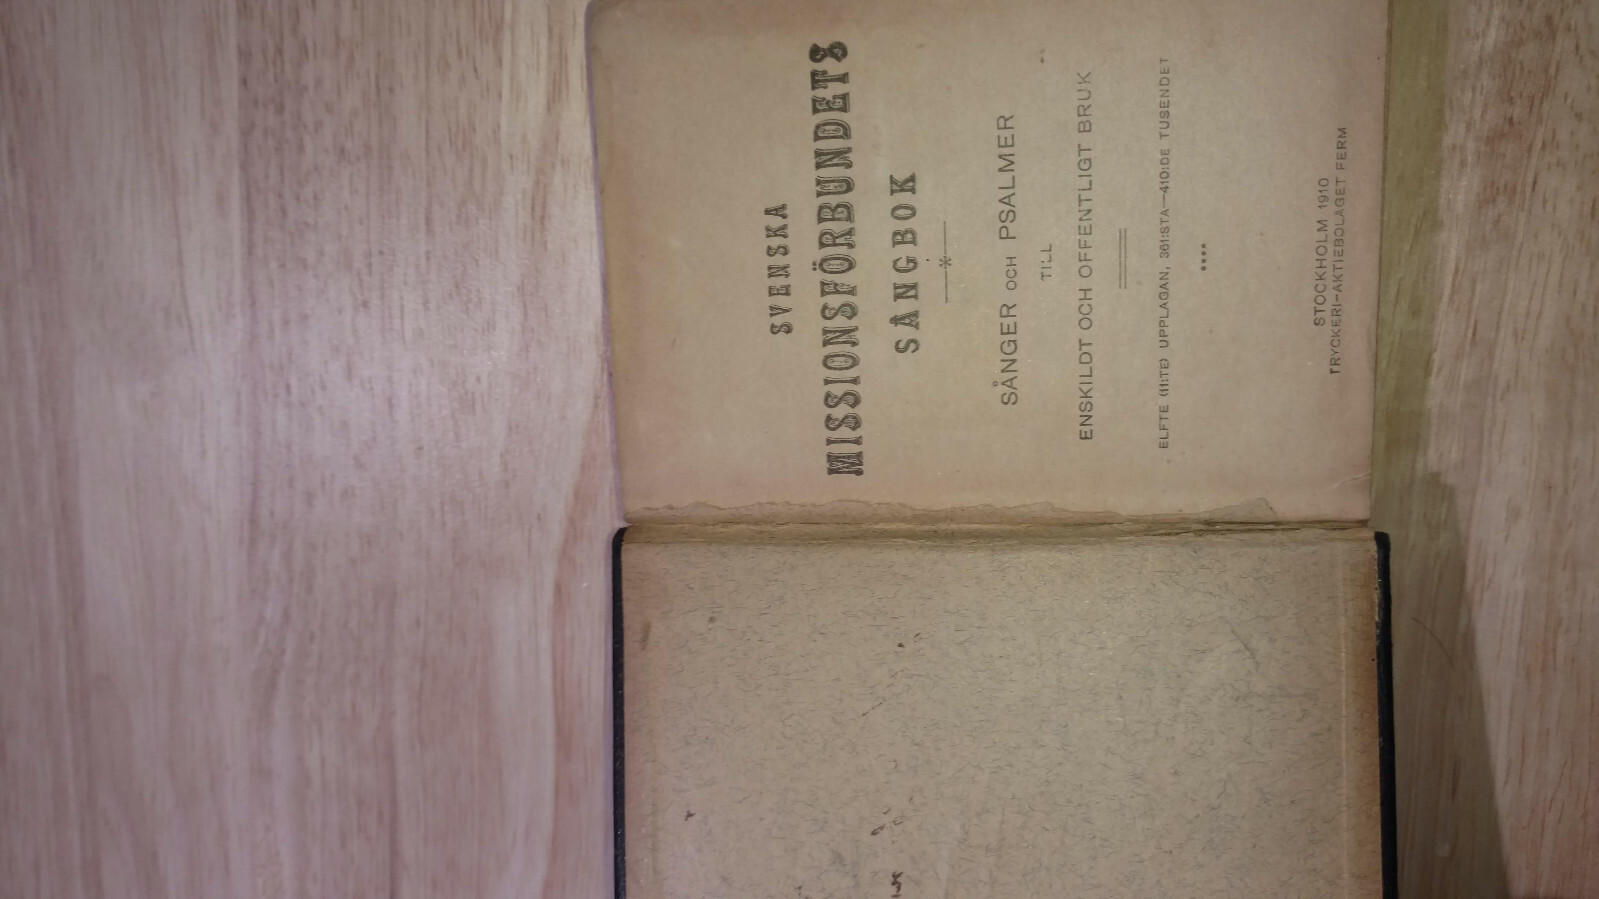 SVENSKA
MISSIONSFÖRBUNDETS
SÅNGBOK
SÅNGER OCH PSALMER
TILL
ENSKILDT OCH OFFENTLIGT BRUK
ELFTE (11:TE) UPPLAGAN, 361:STA—410:DE TUSENDET
STOCKHOLM 1910
TRYCKERI-AKTIEBOLAGET FERM